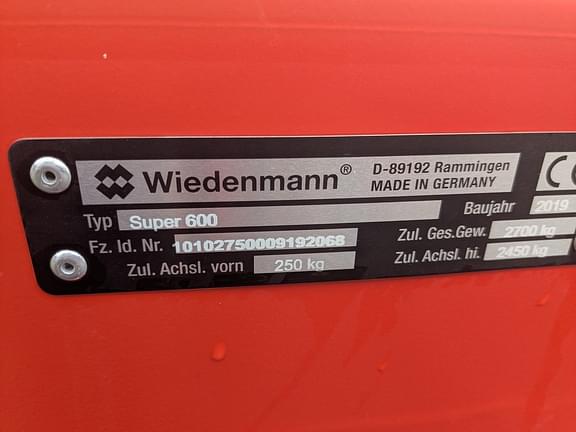 Wiedenmann® D-89192 Rammingen
MADE IN GERMANY
CE
Typ Super 600 Baujahr 2019
Fz. Id. Nr. 10102750009192068 Zul. Ges.Gew. 2700 kg
Zul. Achsl. vorn 250 kg Zul. Achsl. hi. 2450 kg